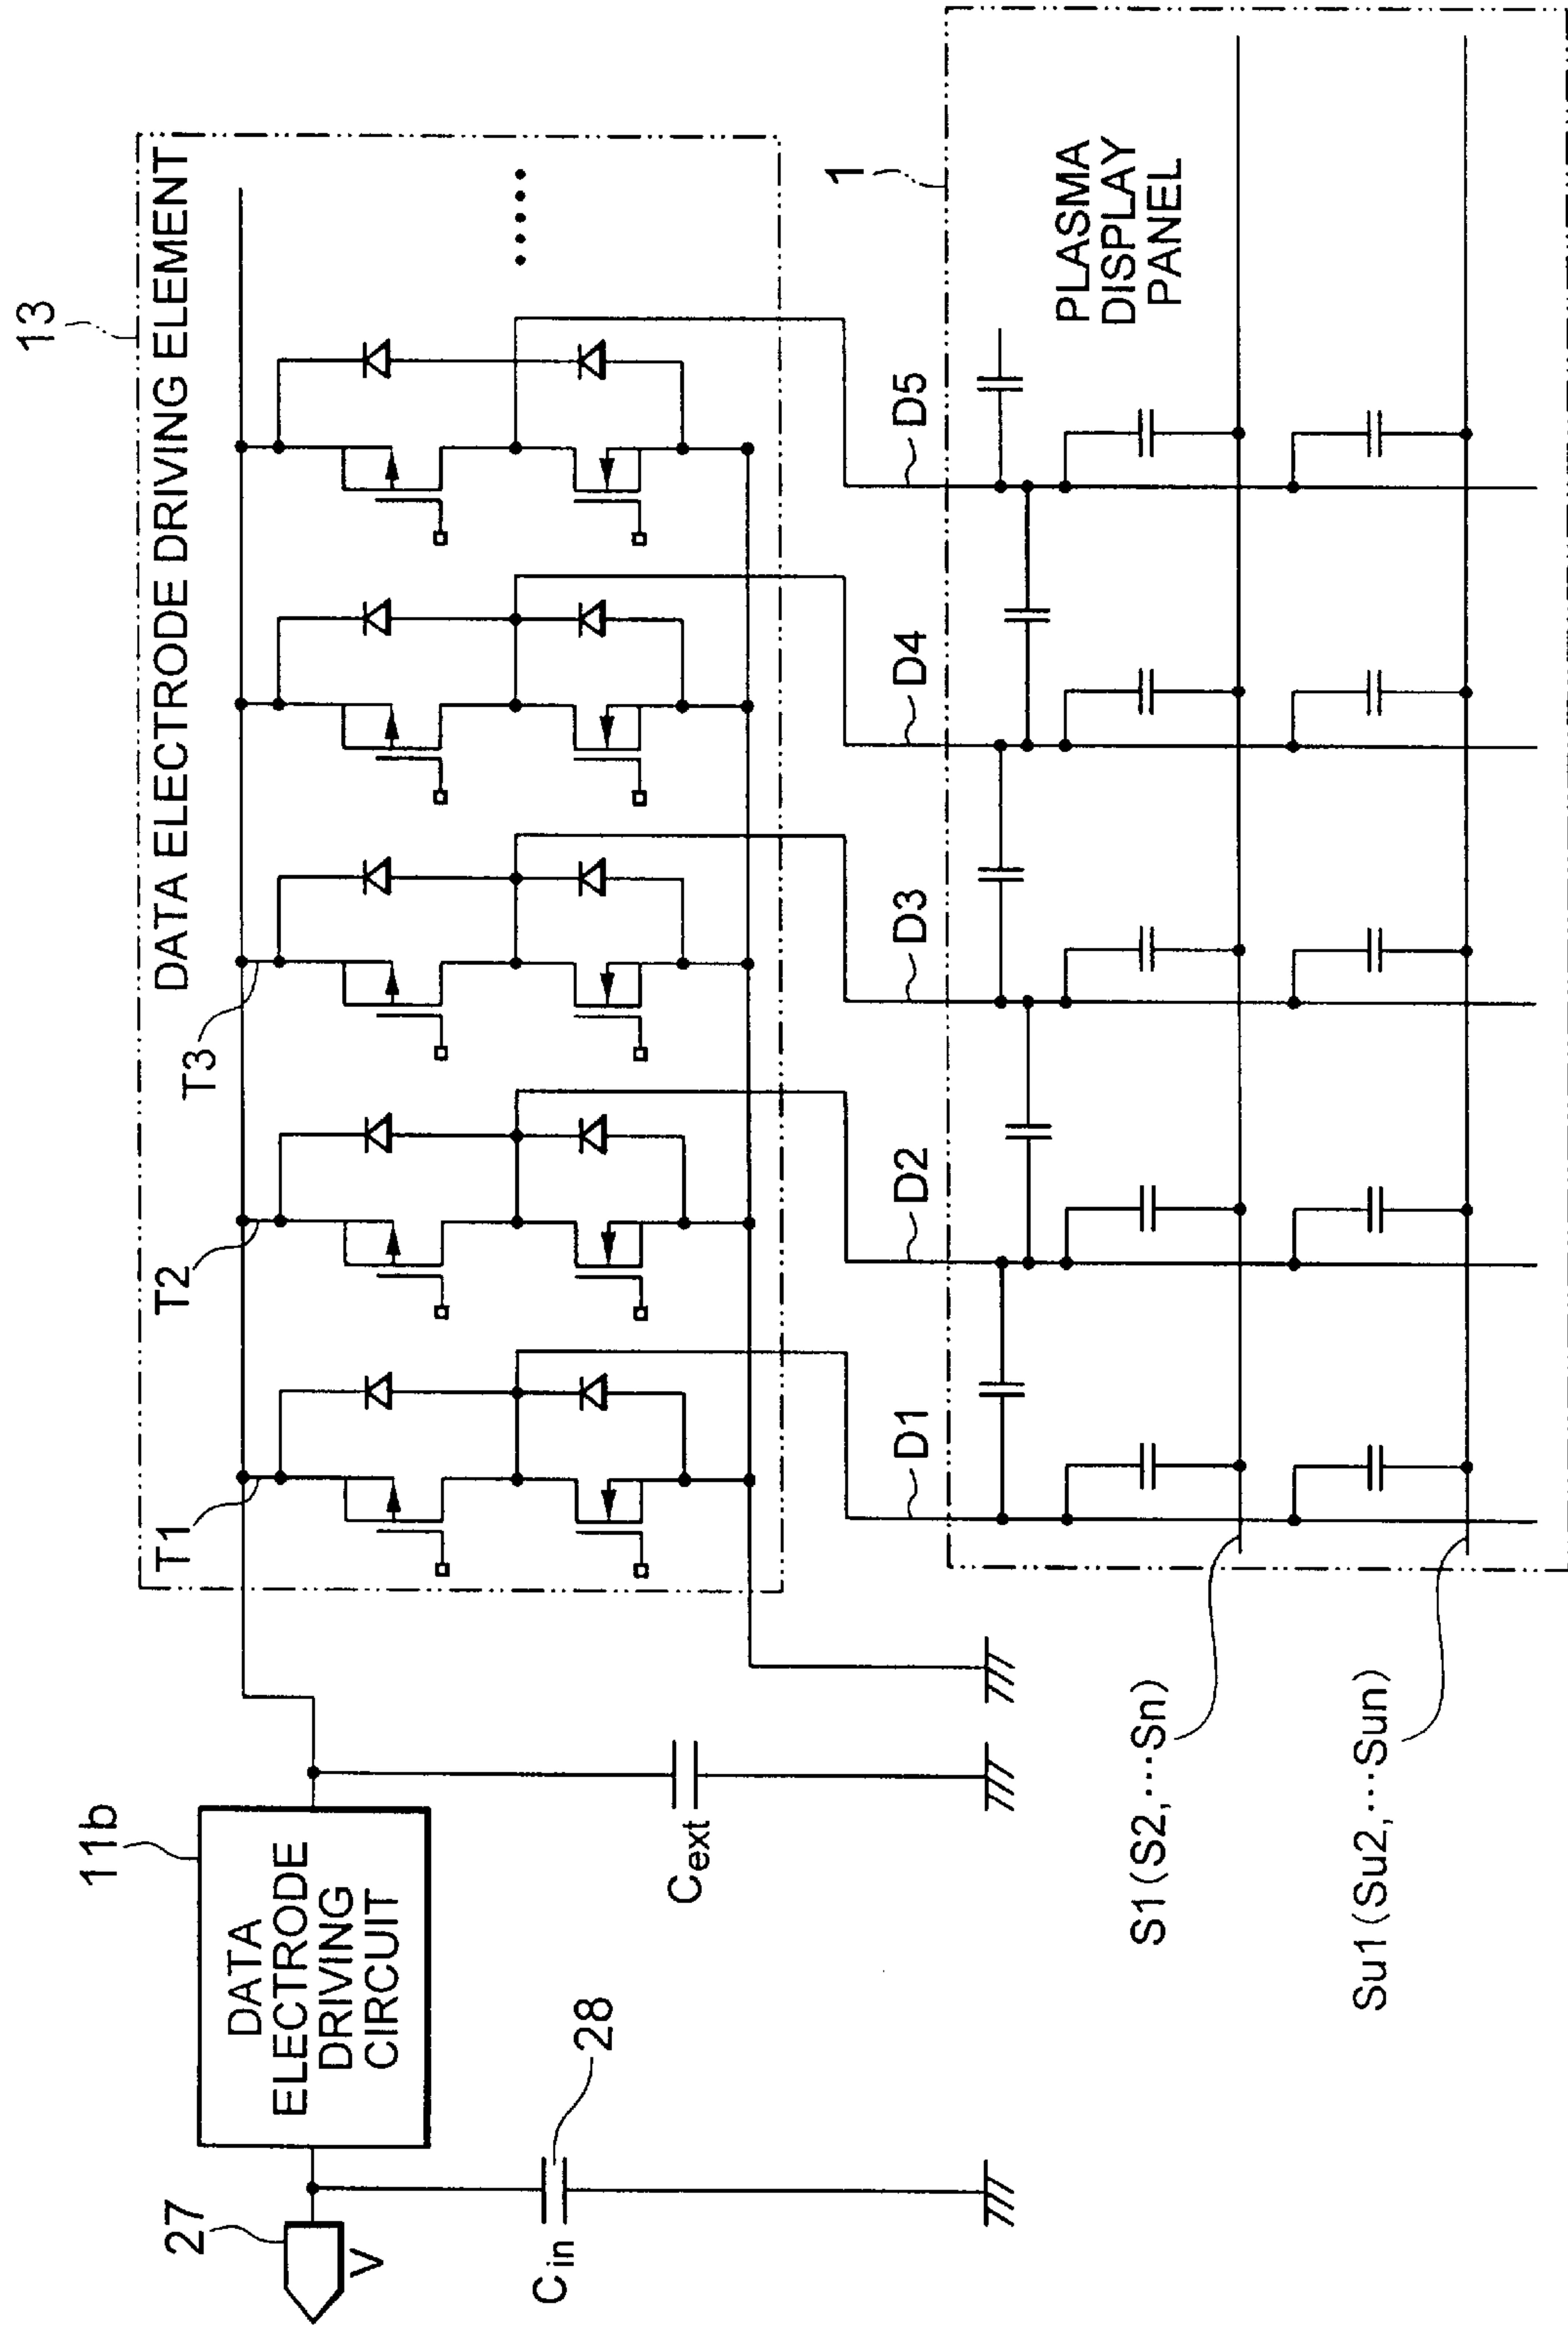 13
DATA ELECTRODE DRIVING ELEMENT
T1
T2
T3
•••••
11b
DATA
ELECTRODE
DRIVING
CIRCUIT
27
V
Cin
28
Cext
D1
D2
D3
D4
D5
1
PLASMA
DISPLAY
PANEL
S1(S2,···Sn)
Su1(Su2,···Sun)